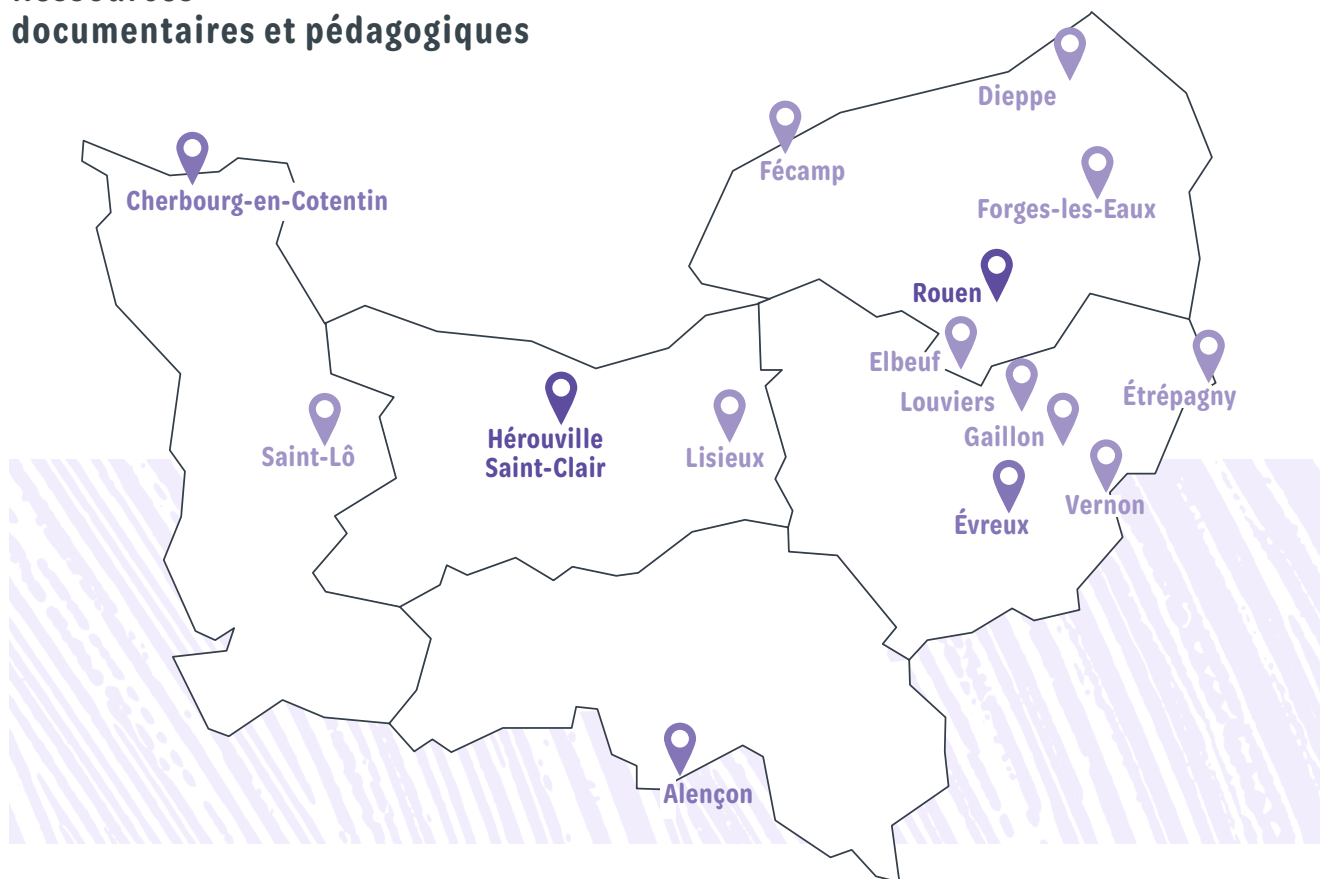 documentaires et pédagogiques
Dieppe
Fécamp
Cherbourg-en-Cotentin
Forges-les-Eaux
Rouen
Elbeuf
Étrépagny
Louviers
Gaillon
Hérouville
Saint-Clair
Saint-Lô
Lisieux
Vernon
Évreux
Alençon